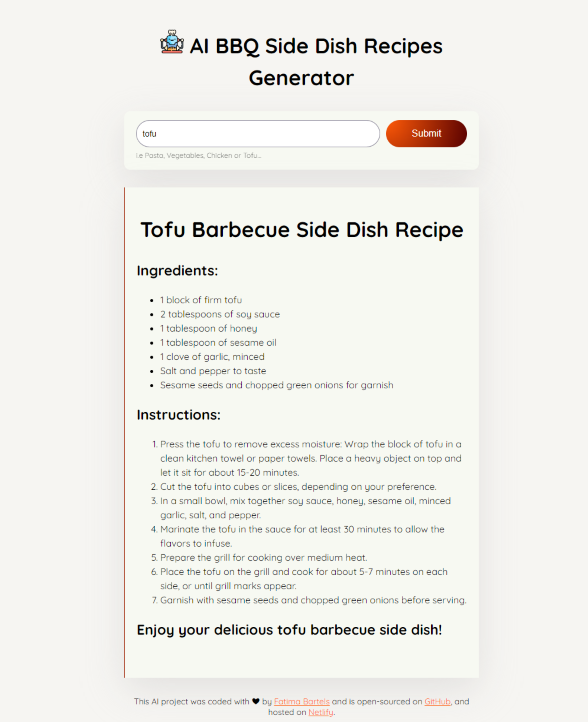 AI BBQ Side Dish Recipes
Generator
tofu
Submit
i.e Pasta, Vegetables, Chicken or Tofu...
Tofu Barbecue Side Dish Recipe
Ingredients:
• 1 block of firm tofu
• 2 tablespoons of soy sauce
• 1 tablespoon of honey
• 1 tablespoon of sesame oil
• 1 clove of garlic, minced
• Salt and pepper to taste
• Sesame seeds and chopped green onions for garnish
Instructions:
1. Press the tofu to remove excess moisture: Wrap the block of tofu in a
clean kitchen towel or paper towels. Place a heavy object on top and
let it sit for about 15-20 minutes.
2. Cut the tofu into cubes or slices, depending on your preference.
3. In a small bowl, mix together soy sauce, honey, sesame oil, minced
garlic, salt, and pepper.
4. Marinate the tofu in the sauce for at least 30 minutes to allow the
flavors to infuse.
5. Prepare the grill for cooking over medium heat.
6. Place the tofu on the grill and cook for about 5-7 minutes on each
side, or until grill marks appear.
7. Garnish with sesame seeds and chopped green onions before serving.
Enjoy your delicious tofu barbecue side dish!
This AI project was coded with ♥ by Fatima Bartels and is open-sourced on GitHub, and
hosted on Netlify.